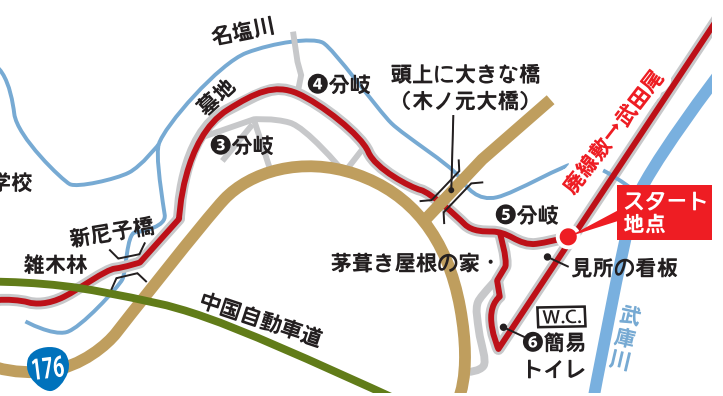 名塩川
❹分岐
頭上に大きな橋
（木ノ元大橋）
墓地
廃線敷→武田尾
❸分岐
学校
スタート
地点
❺分岐
新尼子橋
雑木林
茅葺き屋根の家・
見所の看板
中国自動車道
W.C.
❻簡易
トイレ
武庫川
176